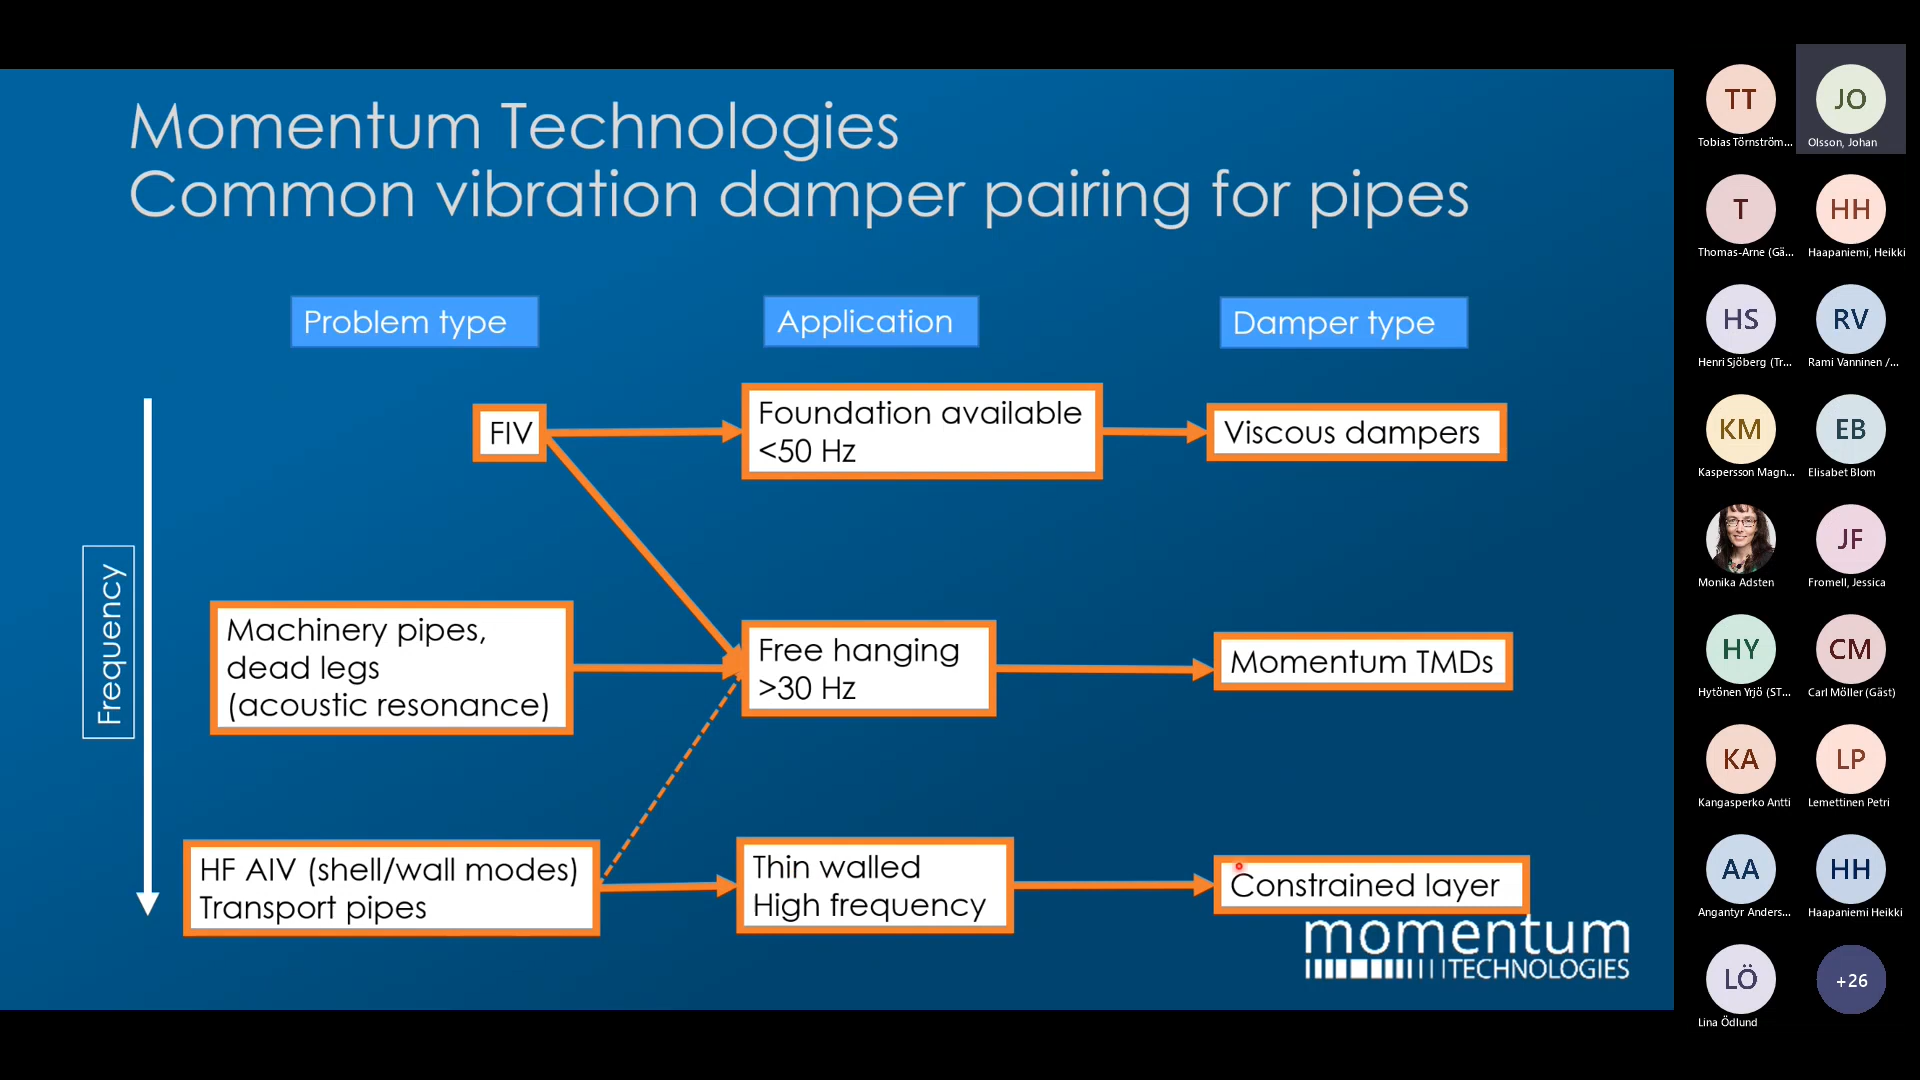 Momentum Technologies
Common vibration damper pairing for pipes
Problem type
Application
Damper type
Frequency
FIV
Foundation available
<50 Hz
Viscous dampers
Machinery pipes,
dead legs
(acoustic resonance)
Free hanging
>30 Hz
Momentum TMDs
HF AIV (shell/wall modes)
Transport pipes
Thin walled
High frequency
Constrained layer
momentum
TECHNOLOGIES
TT
Tobias Törnström...
JO
Olsson, Johan
T
Thomas-Arne (Gä...
HH
Haapaniemi, Heikki
HS
Henri Sjöberg (Tr...
RV
Rami Vanninen /...
KM
Kaspersson Magn...
EB
Elisabet Blom
Monika Adsten
JF
Fromell, Jessica
HY
Hytönen Yrjö (ST...
CM
Carl Möller (Gäst)
KA
Kangasperko Antti
LP
Lemettinen Petri
AA
Angantyr Anders...
HH
Haapaniemi Heikki
LÖ
Lina Ödlund
+26